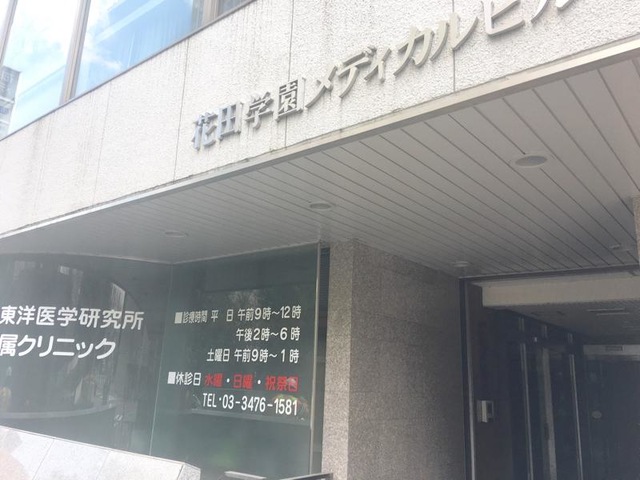 花田学園メディカルビル
東洋医学研究所
属クリニック
■診療時間 平 日 午前9時〜12時
午後2時〜6時
土曜日 午前9時〜1時
■休診日 水曜・日曜・祝祭日
TEL・03-3476-1581